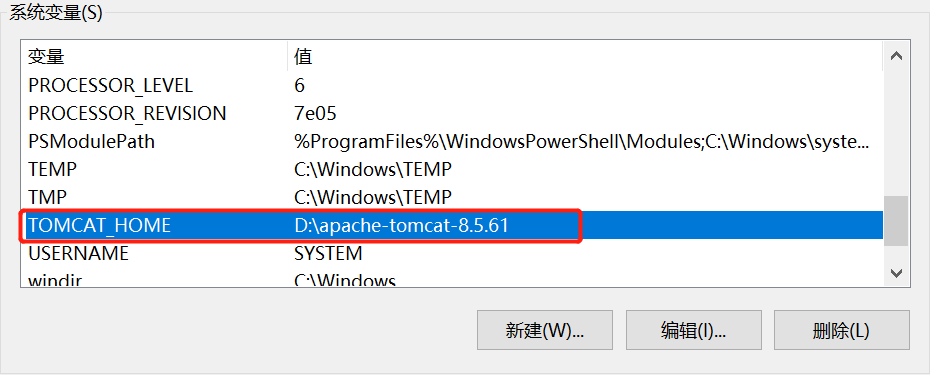 系统变量(S)
变量 值
PROCESSOR_LEVEL 6
PROCESSOR_REVISION 7e05
PSModulePath %ProgramFiles%\WindowsPowerShell\Modules;C:\Windows\syste...
TEMP C:\Windows\TEMP
TMP C:\Windows\TEMP
TOMCAT_HOME D:\apache-tomcat-8.5.61
USERNAME SYSTEM
windir C:\Windows
新建(W)... 编辑(I)... 删除(L)